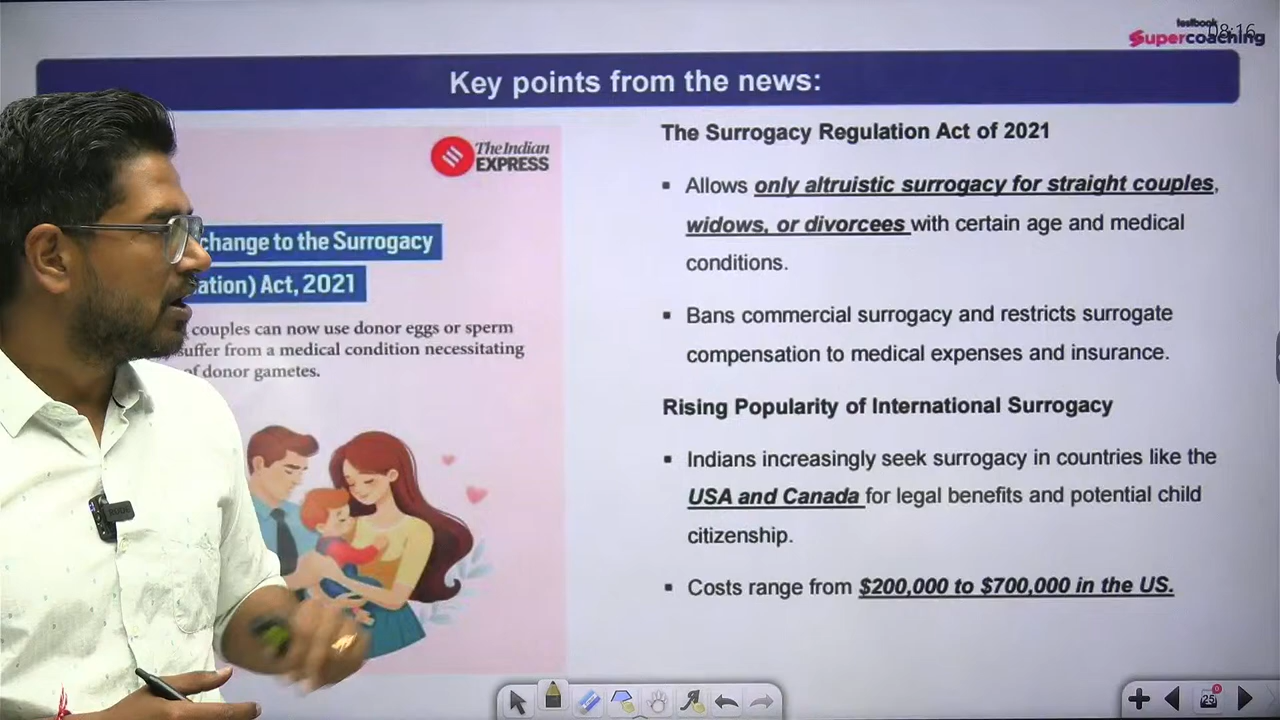 testbook
Supercoaching
08:16
Key points from the news:
The Indian
EXPRESS
change to the Surrogacy
ation) Act, 2021
couples can now use donor eggs or sperm
suffer from a medical condition necessitating
of donor gametes.
The Surrogacy Regulation Act of 2021
▪ Allows only altruistic surrogacy for straight couples,
widows, or divorcees with certain age and medical
conditions.
▪ Bans commercial surrogacy and restricts surrogate
compensation to medical expenses and insurance.
Rising Popularity of International Surrogacy
▪ Indians increasingly seek surrogacy in countries like the
USA and Canada for legal benefits and potential child
citizenship.
▪ Costs range from $200,000 to $700,000 in the US.
25